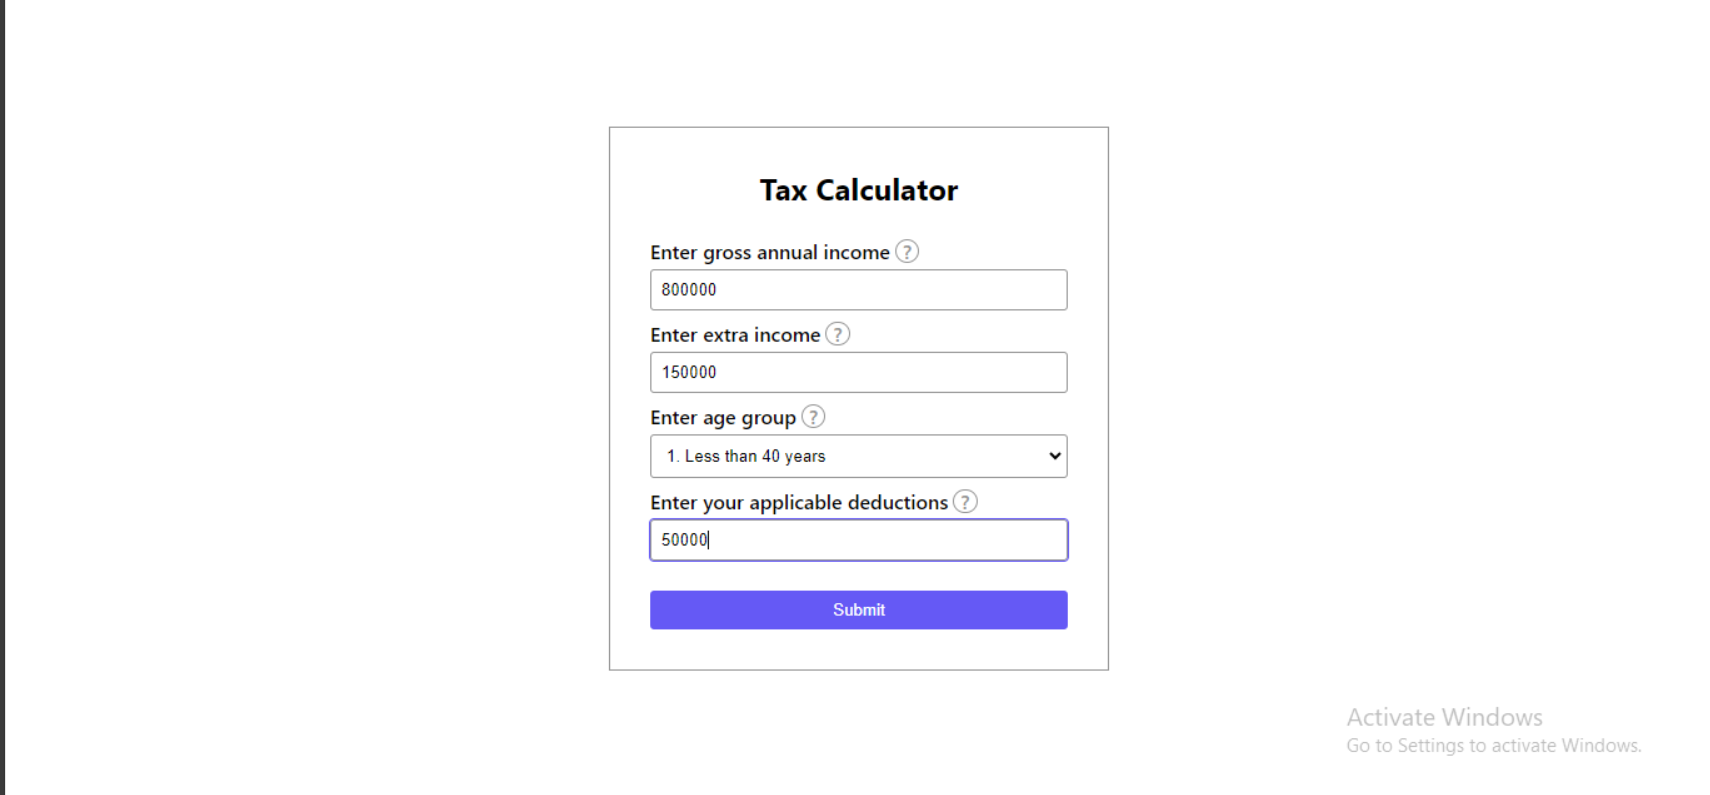 Tax Calculator
Enter gross annual income ?
800000
Enter extra income ?
150000
Enter age group ?
1. Less than 40 years
Enter your applicable deductions ?
50000
Submit
Activate Windows
Go to Settings to activate Windows.